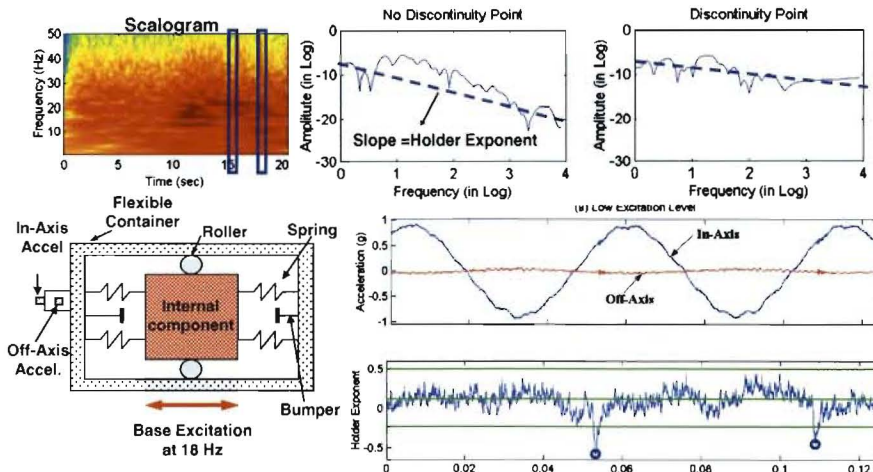 Scalogram
50
40
30
20
10
0
Frequency (Hz)
0
5
10
15
20
Time (sec)
No Discontinuity Point
0
-10
-20
-30
Amplitude (in Log)
Slope =Holder Exponent
0
1
2
3
4
Frequency (in Log)
Discontinuity Point
0
-10
-20
-30
Amplitude (in Log)
0
1
2
3
4
Frequency (in Log)
Flexible
Container
In-Axis
Accel
Roller
Spring
Internal
component
Off-Axis
Accel.
Bumper
Base Excitation
at 18 Hz
(a) Low Excitation Level
1
0.5
0
-0.5
-1
Acceleration (g)
In-Axis
Off-Axis
0.5
0
-0.5
Holder Exponent
0
0.02
0.04
0.06
0.08
0.1
0.12